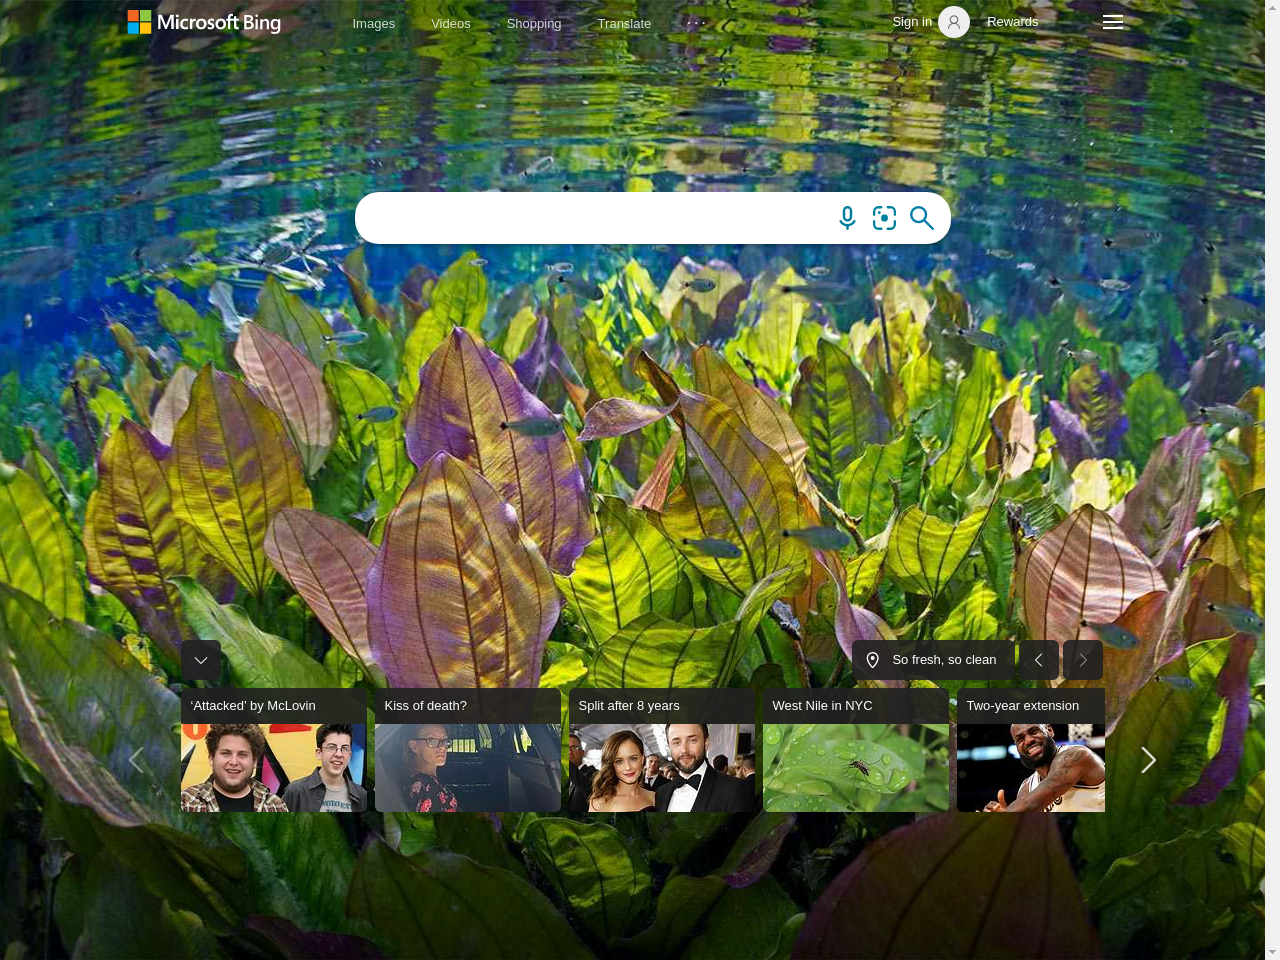 Microsoft Bing
Images
Videos
Shopping
Translate
Sign in
Rewards
So fresh, so clean
‘Attacked’ by McLovin
Kiss of death?
Split after 8 years
West Nile in NYC
Two-year extension